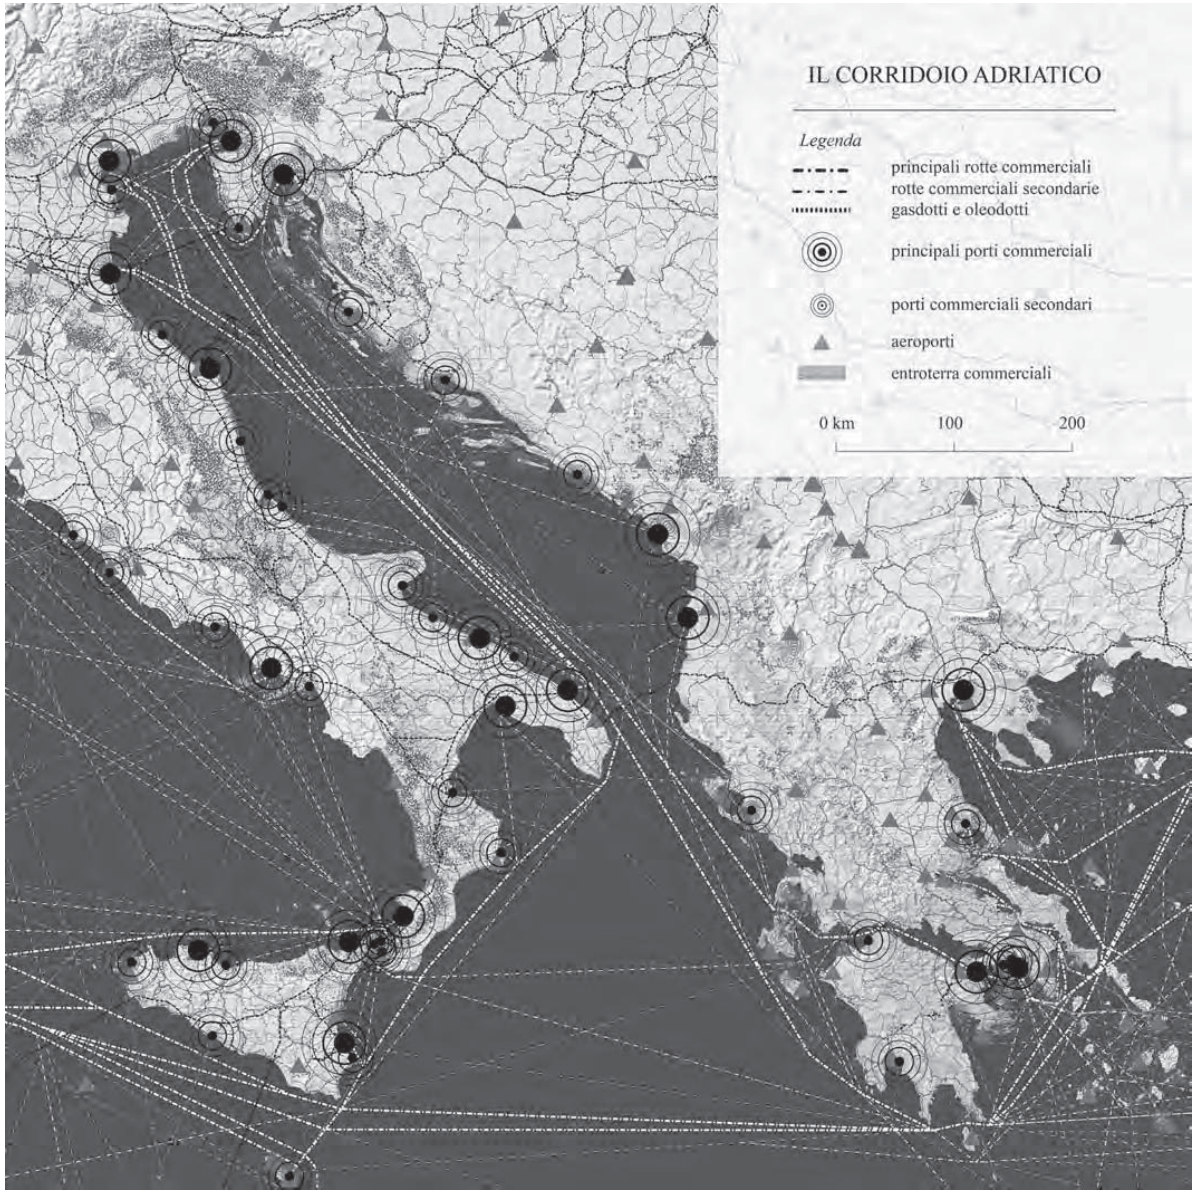 IL CORRIDOIO ADRIATICO
Legenda
principali rotte commerciali
rotte commerciali secondarie
gasdotti e oleodotti
principali porti commerciali
porti commerciali secondari
aeroporti
entroterra commerciali
0 km 100 200